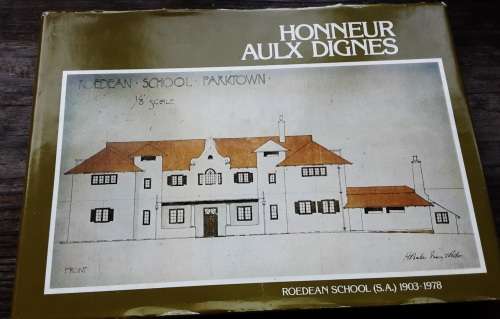 HONNEUR
AULX DIGNES
ROEDEAN · SCHOOL · PARKTOWN ·
1/8" SCALE
FRONT
ROEDEAN SCHOOL (S.A.) 1903-1978